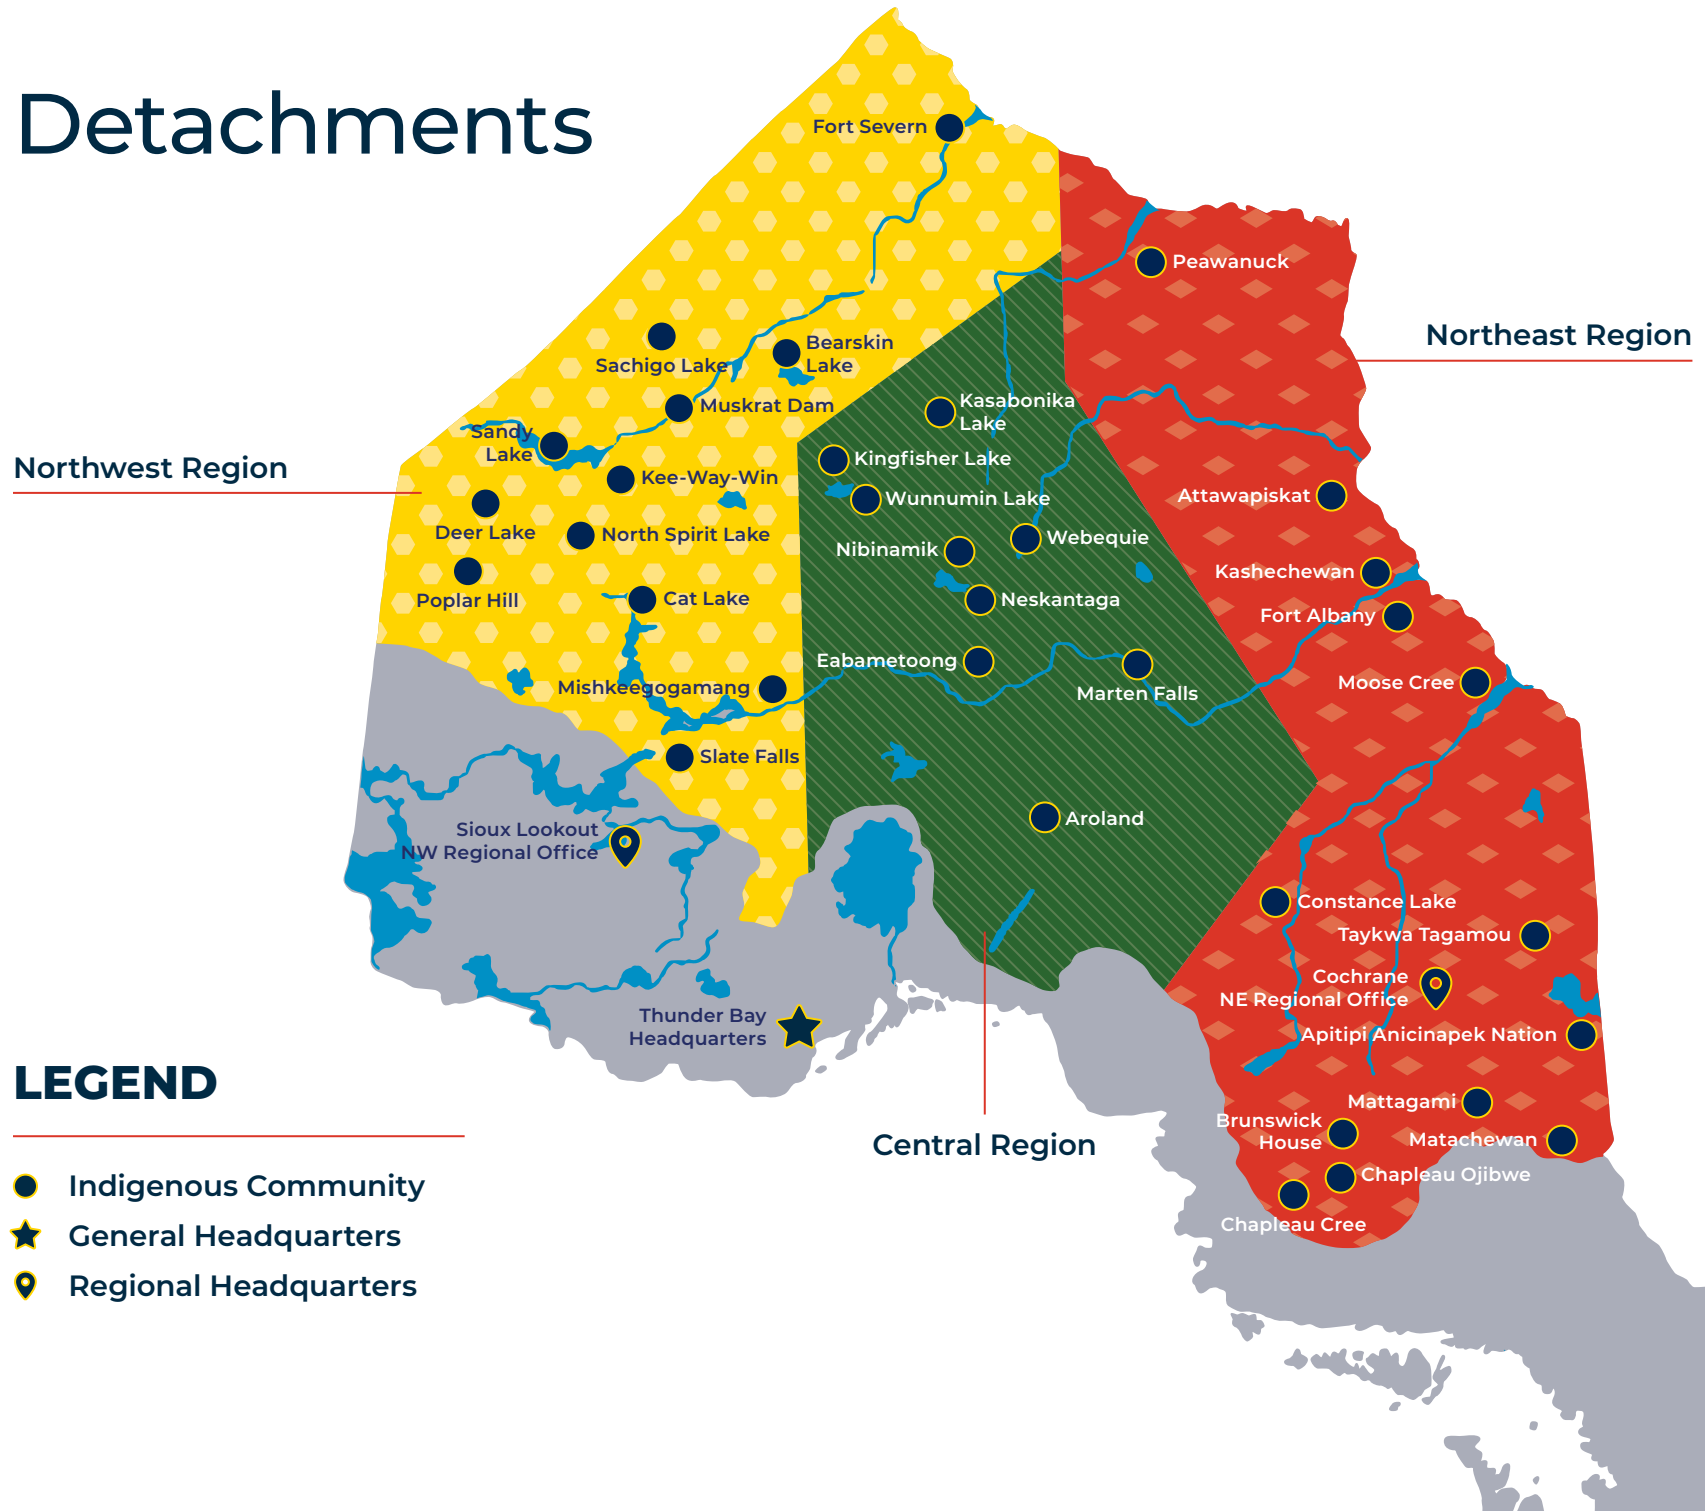 Detachments
Fort Severn
Peawanuck
Northeast Region
Bearskin
Lake
Sachigo Lake
Muskrat Dam
Kasabonika
Lake
Sandy
Lake
Northwest Region
Kingfisher Lake
Kee-Way-Win
Wunnumin Lake
Attawapiskat
Deer Lake
North Spirit Lake
Nibinamik
Webequie
Kashechewan
Poplar Hill
Cat Lake
Neskantaga
Fort Albany
Eabametoong
Marten Falls
Mishkeegogamang
Moose Cree
Slate Falls
Aroland
Sioux Lookout
NW Regional Office
Constance Lake
Taykwa Tagamou
Cochrane
NE Regional Office
Thunder Bay
Headquarters
Apitipi Anicinapek Nation
Mattagami
Brunswick
House
Matachewan
Central Region
Chapleau Ojibwe
Chapleau Cree
LEGEND
Indigenous Community
General Headquarters
Regional Headquarters